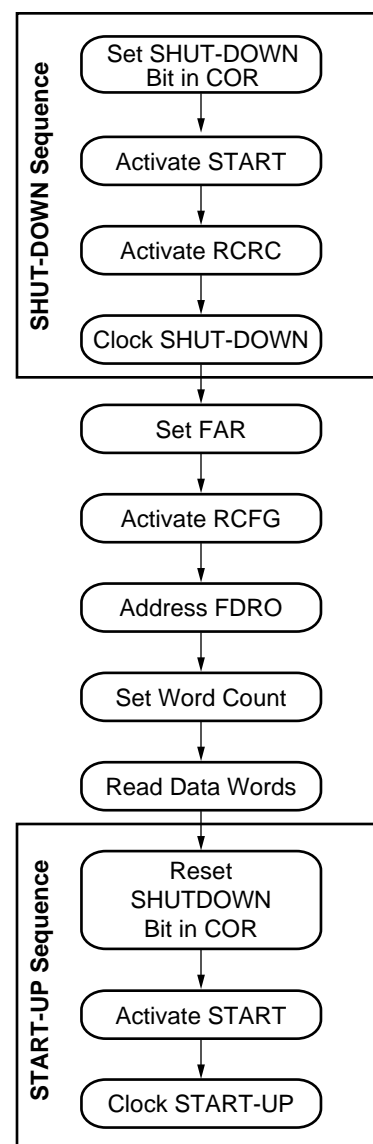 SHUT-DOWN Sequence
Set SHUT-DOWN
Bit in COR
Activate START
Activate RCRC
Clock SHUT-DOWN
Set FAR
Activate RCFG
Address FDRO
Set Word Count
Read Data Words
START-UP Sequence
Reset
SHUTDOWN
Bit in COR
Activate START
Clock START-UP